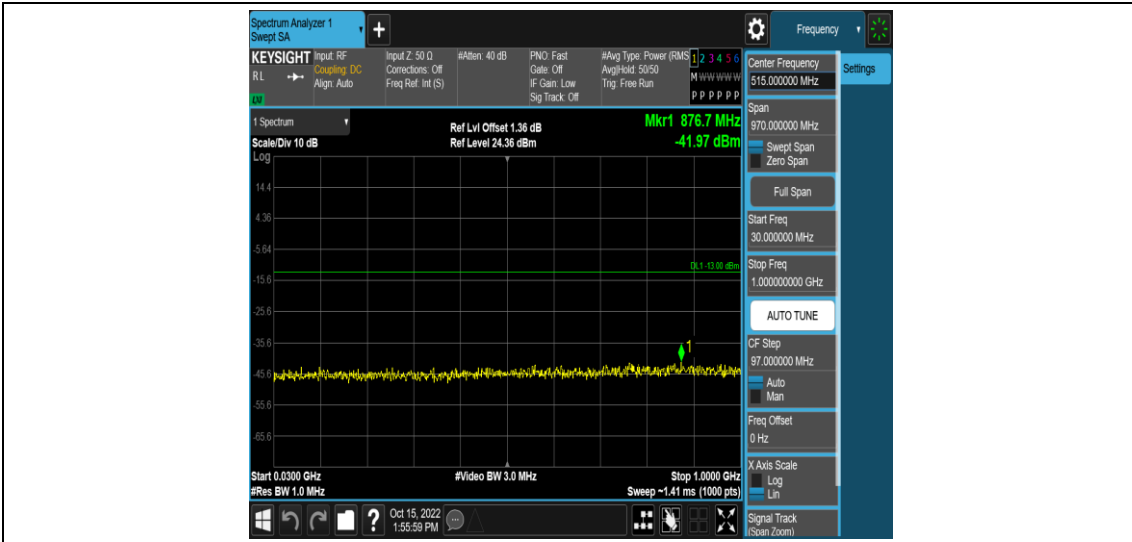 Spectrum Analyzer 1
Swept SA
+
Frequency
KEYSIGHT
RL
LXI
Input: RF
Coupling: DC
Align: Auto
Input Z: 50 Ω
Corrections: Off
Freq Ref: Int (S)
#Atten: 40 dB
PNO: Fast
Gate: Off
IF Gain: Low
Sig Track: Off
#Avg Type: Power (RMS
Avg|Hold: 50/50
Trig: Free Run
1 2 3 4 5 6
M W W W W W
P P P P P P
Center Frequency
515.000000 MHz
Settings
1 Spectrum
Ref Lvl Offset 1.36 dB
Mkr1 876.7 MHz
Scale/Div 10 dB
Ref Level 24.36 dBm
-41.97 dBm
Log
14.4
4.36
-5.64
DL1 -13.00 dBm
-15.6
-25.6
-35.6
1
-45.6
-55.6
-65.6
Start 0.0300 GHz
#Video BW 3.0 MHz
Stop 1.0000 GHz
#Res BW 1.0 MHz
Sweep ~1.41 ms (1000 pts)
Span
970.000000 MHz
Swept Span
Zero Span
Full Span
Start Freq
30.000000 MHz
Stop Freq
1.000000000 GHz
AUTO TUNE
CF Step
97.000000 MHz
Auto
Man
Freq Offset
0 Hz
X Axis Scale
Log
Lin
Signal Track
(Span Zoom)
?
Oct 15, 2022
1:55:59 PM